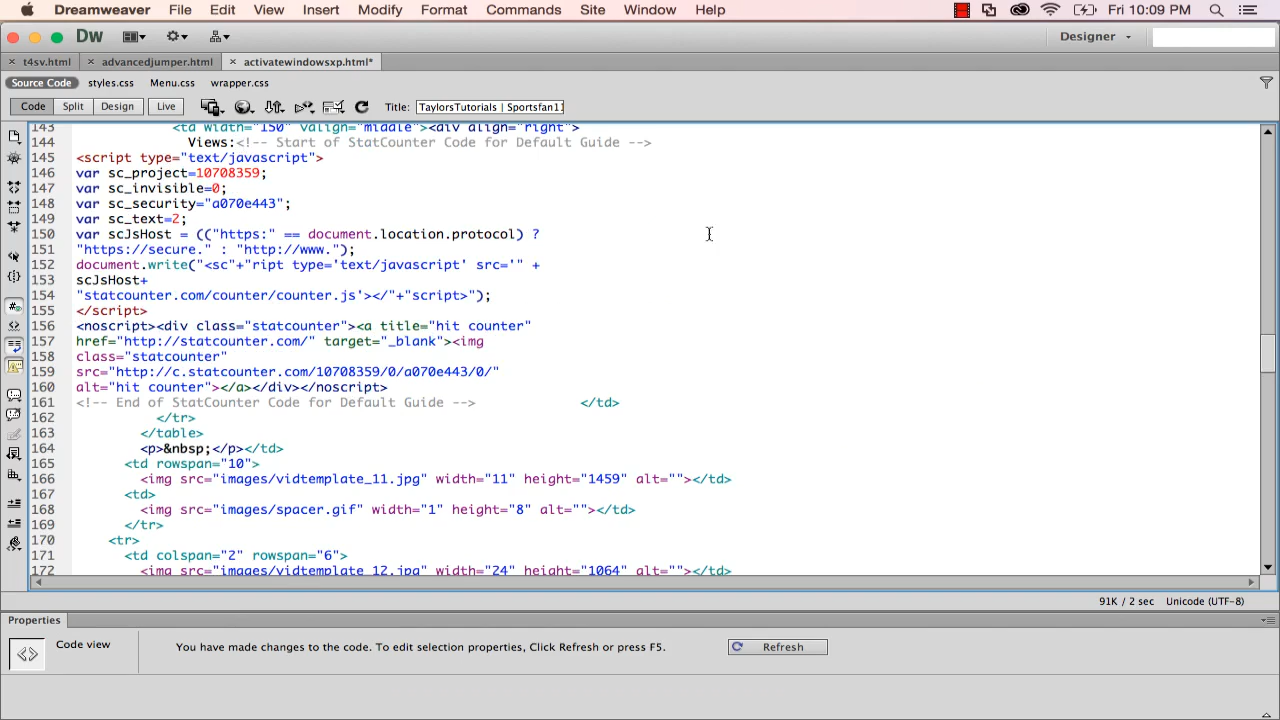 Dreamweaver File Edit View Insert Modify Format Commands Site Window Help Fri 10:09 PM
Dw Designer
t4sv.html advancedjumper.html activatewindowsxp.html*
Source Code styles.css Menu.css wrapper.css
Code Split Design Live Title: TaylorsTutorials | Sportsfan1
143 <td width="150" valign="middle"><div align="right">
144 Views:<!-- Start of StatCounter Code for Default Guide -->
145 <script type="text/javascript">
146 var sc_project=10708359;
147 var sc_invisible=0;
148 var sc_security="a070e443";
149 var sc_text=2;
150 var scJsHost = (("https:" == document.location.protocol) ?
151 "https://secure." : "http://www.");
152 document.write("<sc"+"ript type='text/javascript' src='" +
153 scJsHost+
154 "statcounter.com/counter/counter.js'></"+"script>");
155 </script>
156 <noscript><div class="statcounter"><a title="hit counter"
157 href="http://statcounter.com/" target="_blank"><img
158 class="statcounter"
159 src="http://c.statcounter.com/10708359/0/a070e443/0/"
160 alt="hit counter"></a></div></noscript>
161 <!-- End of StatCounter Code for Default Guide --> </td>
162 </tr>
163 </table>
164 <p>&nbsp;</p></td>
165 <td rowspan="10">
166 <img src="images/vidtemplate_11.jpg" width="11" height="1459" alt=""></td>
167 <td>
168 <img src="images/spacer.gif" width="1" height="8" alt=""></td>
169 </tr>
170 <tr>
171 <td colspan="2" rowspan="6">
172 <img src="images/vidtemplate_12.jpg" width="24" height="1064" alt=""></td>
91K / 2 sec Unicode (UTF-8)
Properties
Code view You have made changes to the code. To edit selection properties, Click Refresh or press F5. Refresh